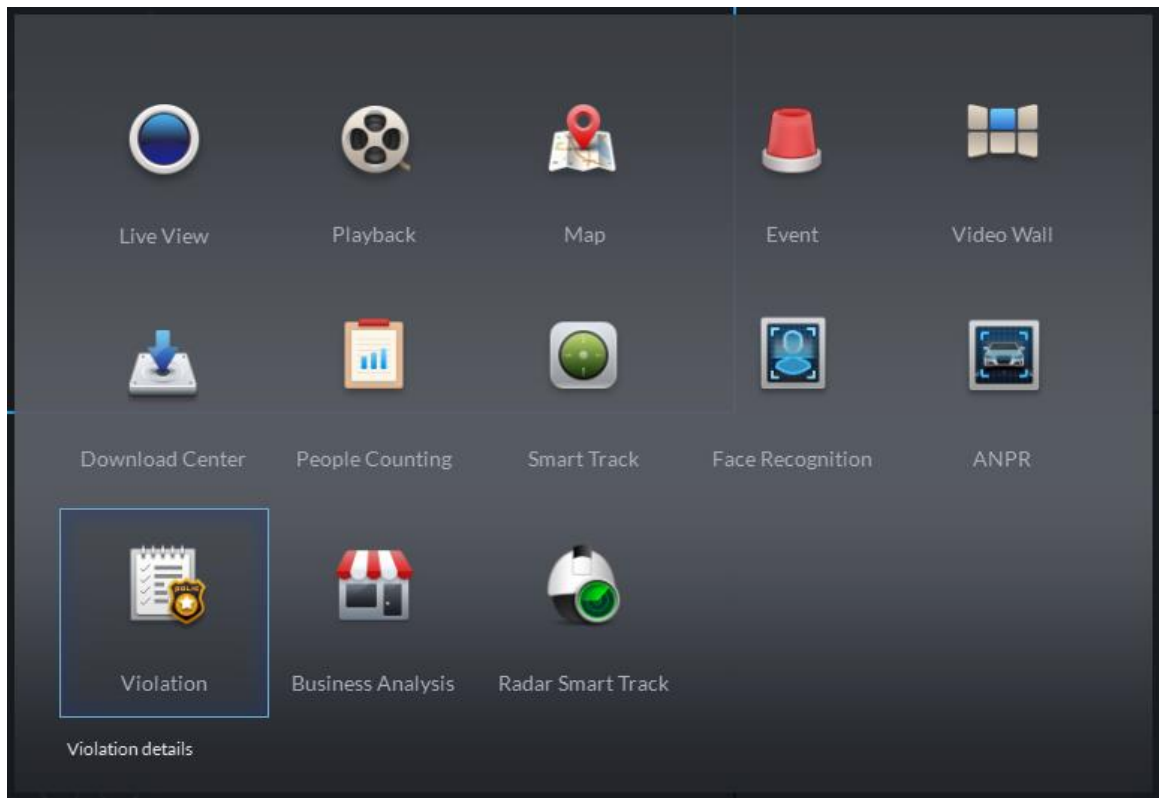 Live View
Playback
Map
Event
Video Wall
Download Center
People Counting
Smart Track
Face Recognition
ANPR
POLIC
Violation
Business Analysis
Radar Smart Track
Violation details